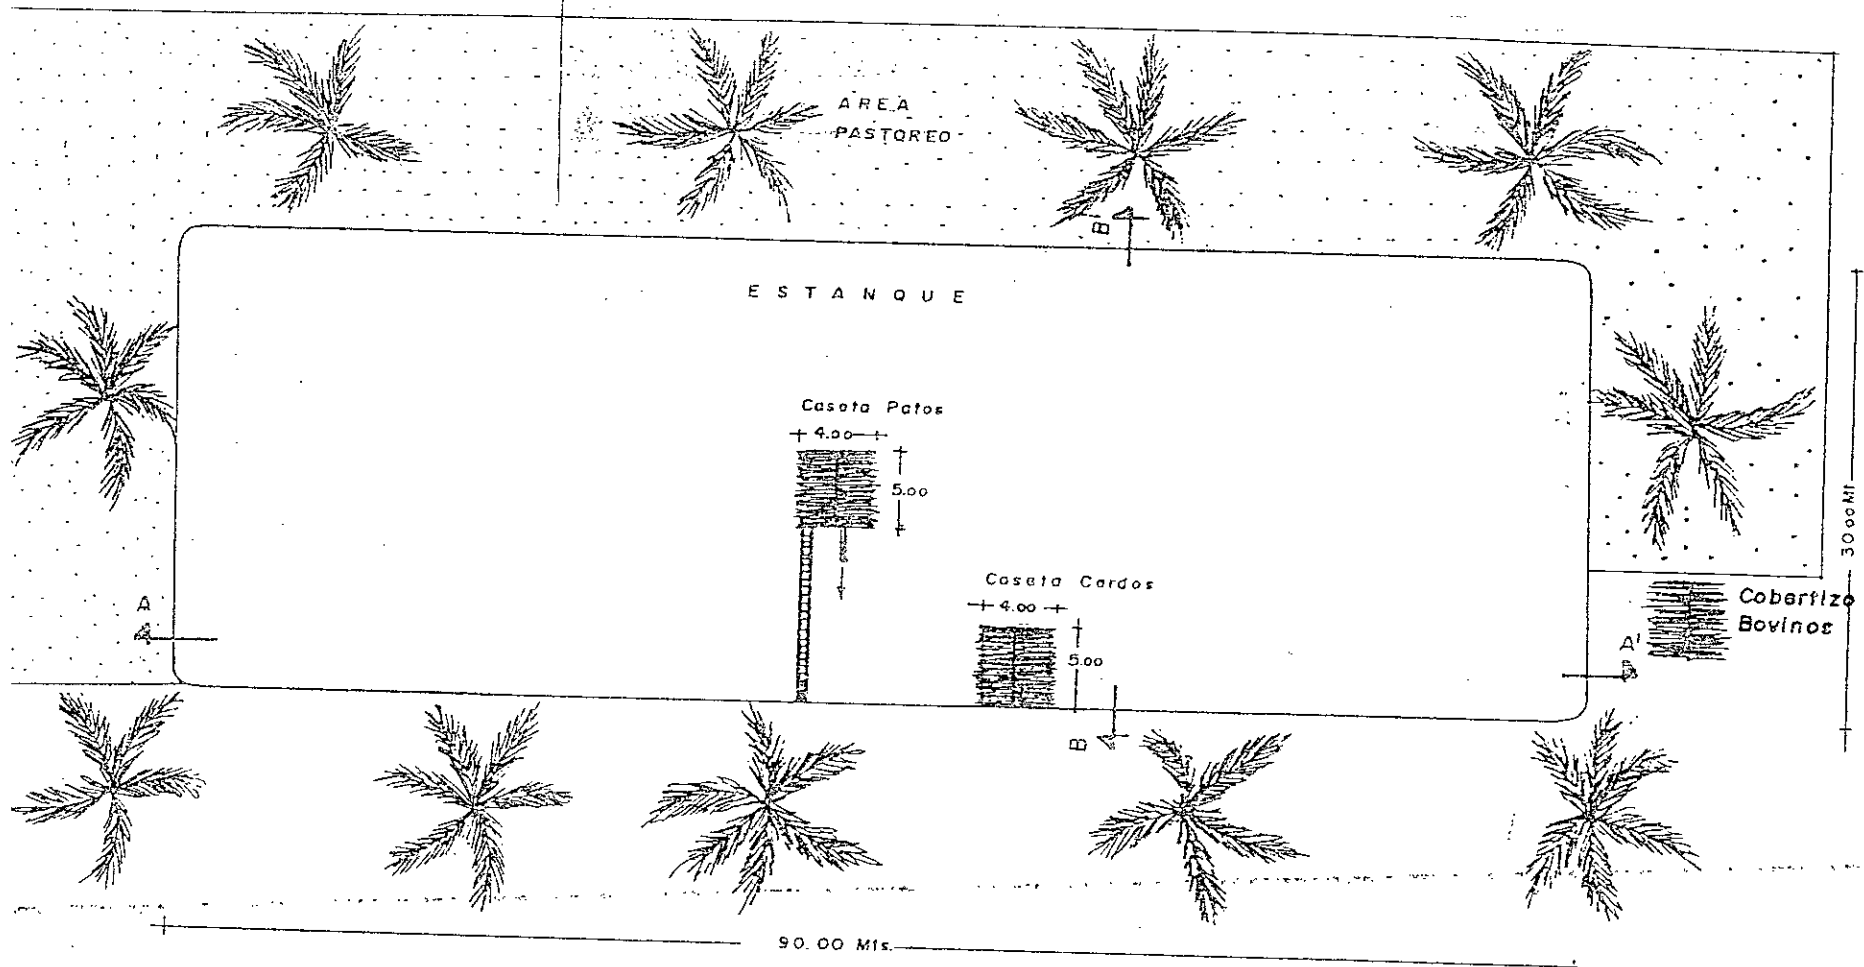 AREA
PASTOREO
B
ESTANQUE
Caseta Patos
4.00
5.00
30.00 Mt
Caseta Cerdos
4.00
Cobertizo
Bovinos
A
A'
5.00
B
90.00 Mts.